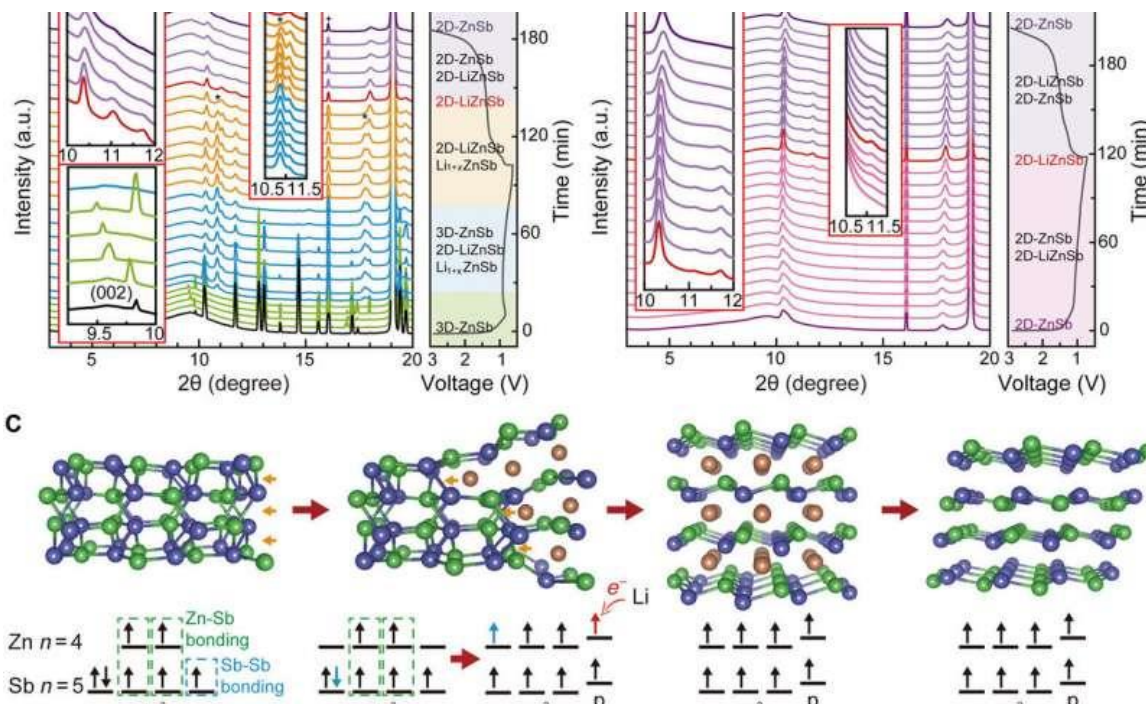 Intensity (a.u.)
10 11 12
(002)
9.5 10
10.5 11.5
* +
*
*
5 10 15 20
2θ (degree)
2D-ZnSb
2D-ZnSb
2D-LiZnSb
2D-LiZnSb
2D-LiZnSb
Li₁₊ₓZnSb
3D-ZnSb
2D-LiZnSb
Li₁₊ₓZnSb
3D-ZnSb
3 2 1
Voltage (V)
180
120
60
0
Time (min)
Intensity (a.u.)
10 11 12
10.5 11.5
5 10 15 20
2θ (degree)
2D-ZnSb
2D-LiZnSb
2D-ZnSb
2D-LiZnSb
2D-ZnSb
2D-LiZnSb
2D-ZnSb
3 2 1
Voltage (V)
180
120
60
0
Time (min)
C
e⁻ Li
Zn n=4
Zn-Sb
bonding
Sb n=5
Sb-Sb
bonding
p p p